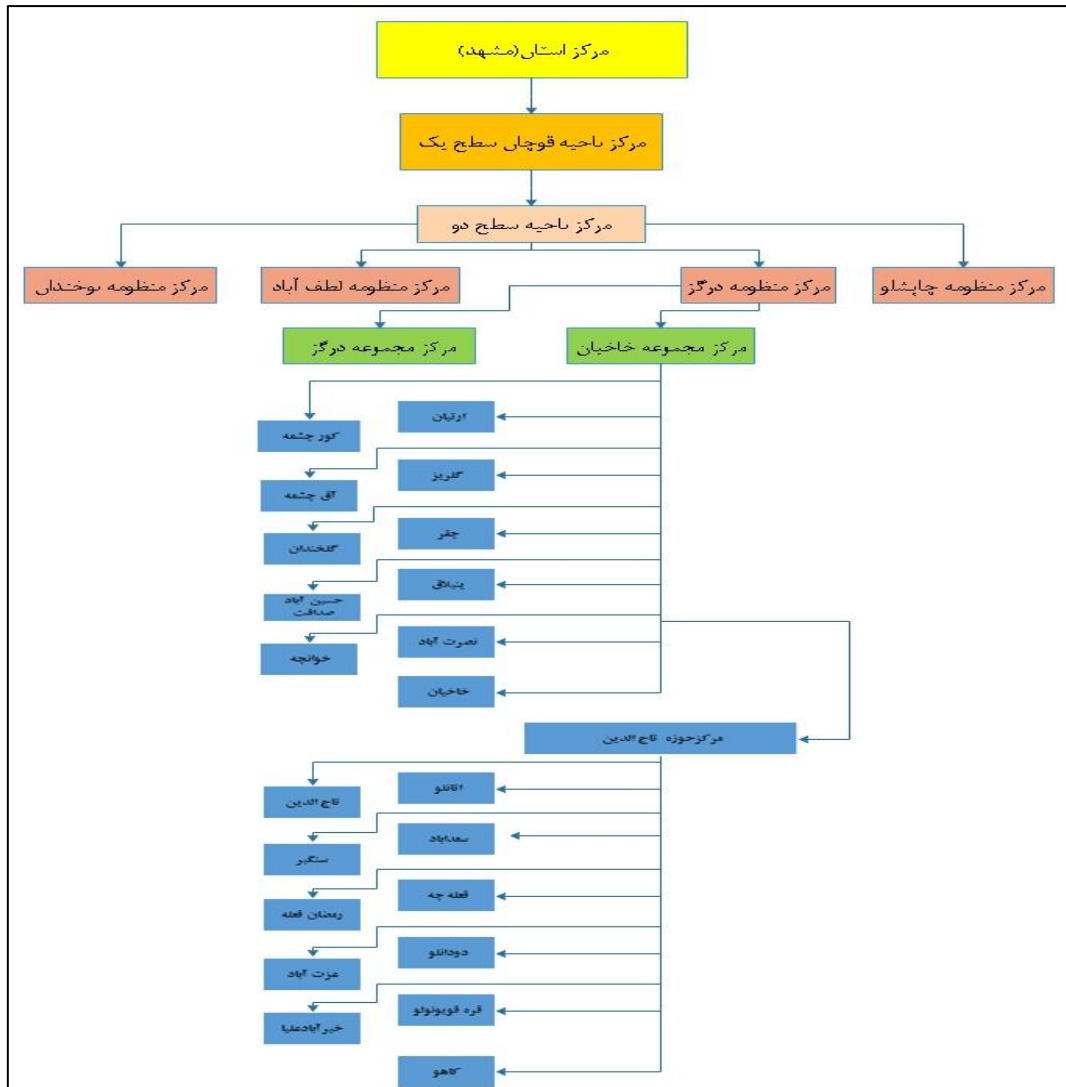 مرکز استان(مشهد)
مرکز ناحیه قوچان سطح یک
مرکز ناحیه سطح دو
مرکز منظومه چاپشلو
مرکز منظومه درگز
مرکز منظومه لطف آباد
مرکز منظومه نوخندان
مرکز مجموعه خاخیان
مرکز مجموعه درگز
ارتیان
کور چشمه
گلریز
آق چشمه
چقر
گلخندان
ینبلاق
حسین آباد
صداقت
نصرت آباد
خوانچه
خاخیان
مرکزحوزه تاج الدین
اتانلو
تاج الدین
سعدآباد
سنگبر
قلعه چه
رمضان قلعه
دودانلو
عزت آباد
قره قویونولو
خیرآبادعلیا
کاهو